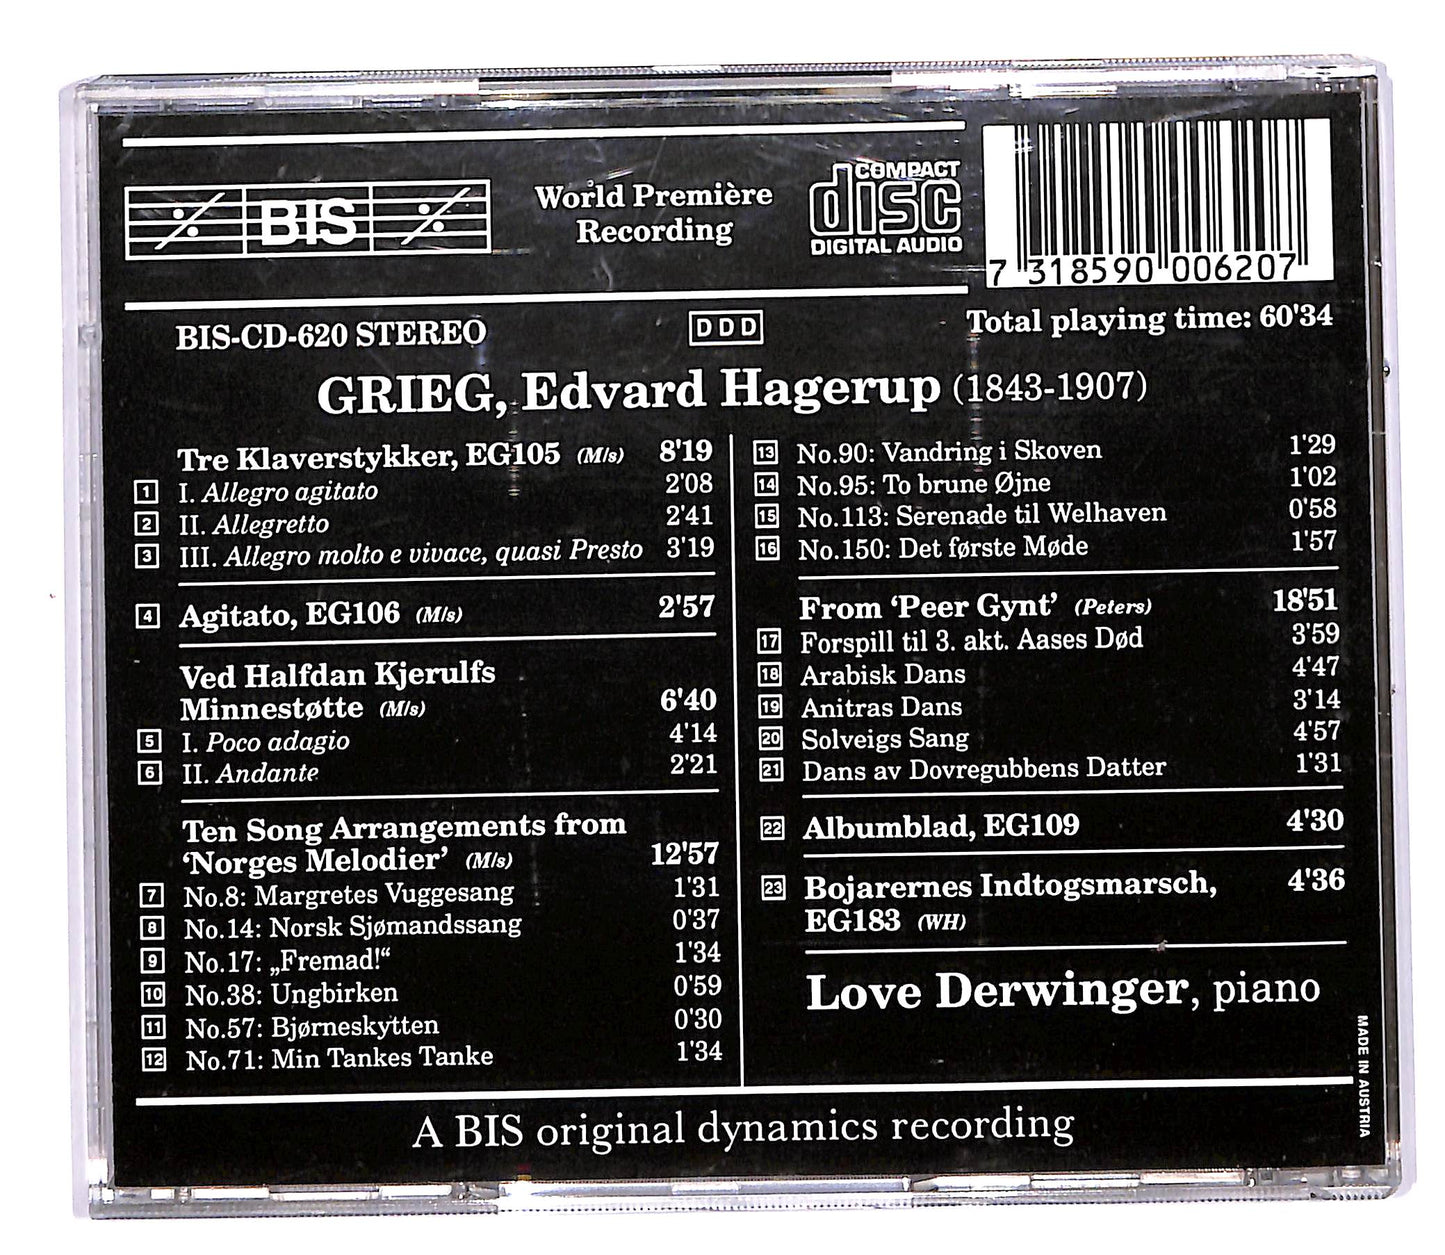 BIS
World Première
Recording
COMPACT
disc
DIGITAL AUDIO
7 318590 006207
BIS-CD-620 STEREO
DDD
Total playing time: 60'34
GRIEG, Edvard Hagerup (1843-1907)
Tre Klaverstykker, EG105 (M/s) 8'19
1 I. Allegro agitato 2'08
2 II. Allegretto 2'41
3 III. Allegro molto e vivace, quasi Presto 3'19
4 Agitato, EG106 (M/s) 2'57
Ved Halfdan Kjerulfs
Minnestøtte (M/s) 6'40
5 I. Poco adagio 4'14
6 II. Andante 2'21
Ten Song Arrangements from
‘Norges Melodier’ (M/s) 12'57
7 No.8: Margretes Vuggesang 1'31
8 No.14: Norsk Sjømandssang 0'37
9 No.17: „Fremad!“ 1'34
10 No.38: Ungbirken 0'59
11 No.57: Bjørneskytten 0'30
12 No.71: Min Tankes Tanke 1'34
13 No.90: Vandring i Skoven 1'29
14 No.95: To brune Øjne 1'02
15 No.113: Serenade til Welhaven 0'58
16 No.150: Det første Møde 1'57
From ‘Peer Gynt’ (Peters) 18'51
17 Forspill til 3. akt. Aases Død 3'59
18 Arabisk Dans 4'47
19 Anitras Dans 3'14
20 Solveigs Sang 4'57
21 Dans av Dovregubbens Datter 1'31
22 Albumblad, EG109 4'30
23 Bojarernes Indtogsmarsch, 4'36
EG183 (WH)
Love Derwinger, piano
MADE IN AUSTRIA
A BIS original dynamics recording